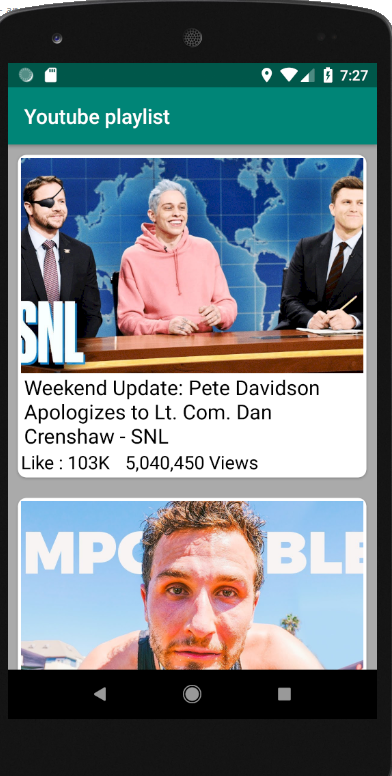 7:27
Youtube playlist
SNL
Weekend Update: Pete Davidson
Apologizes to Lt. Com. Dan
Crenshaw - SNL
Like : 103K 5,040,450 Views
MPO BLE